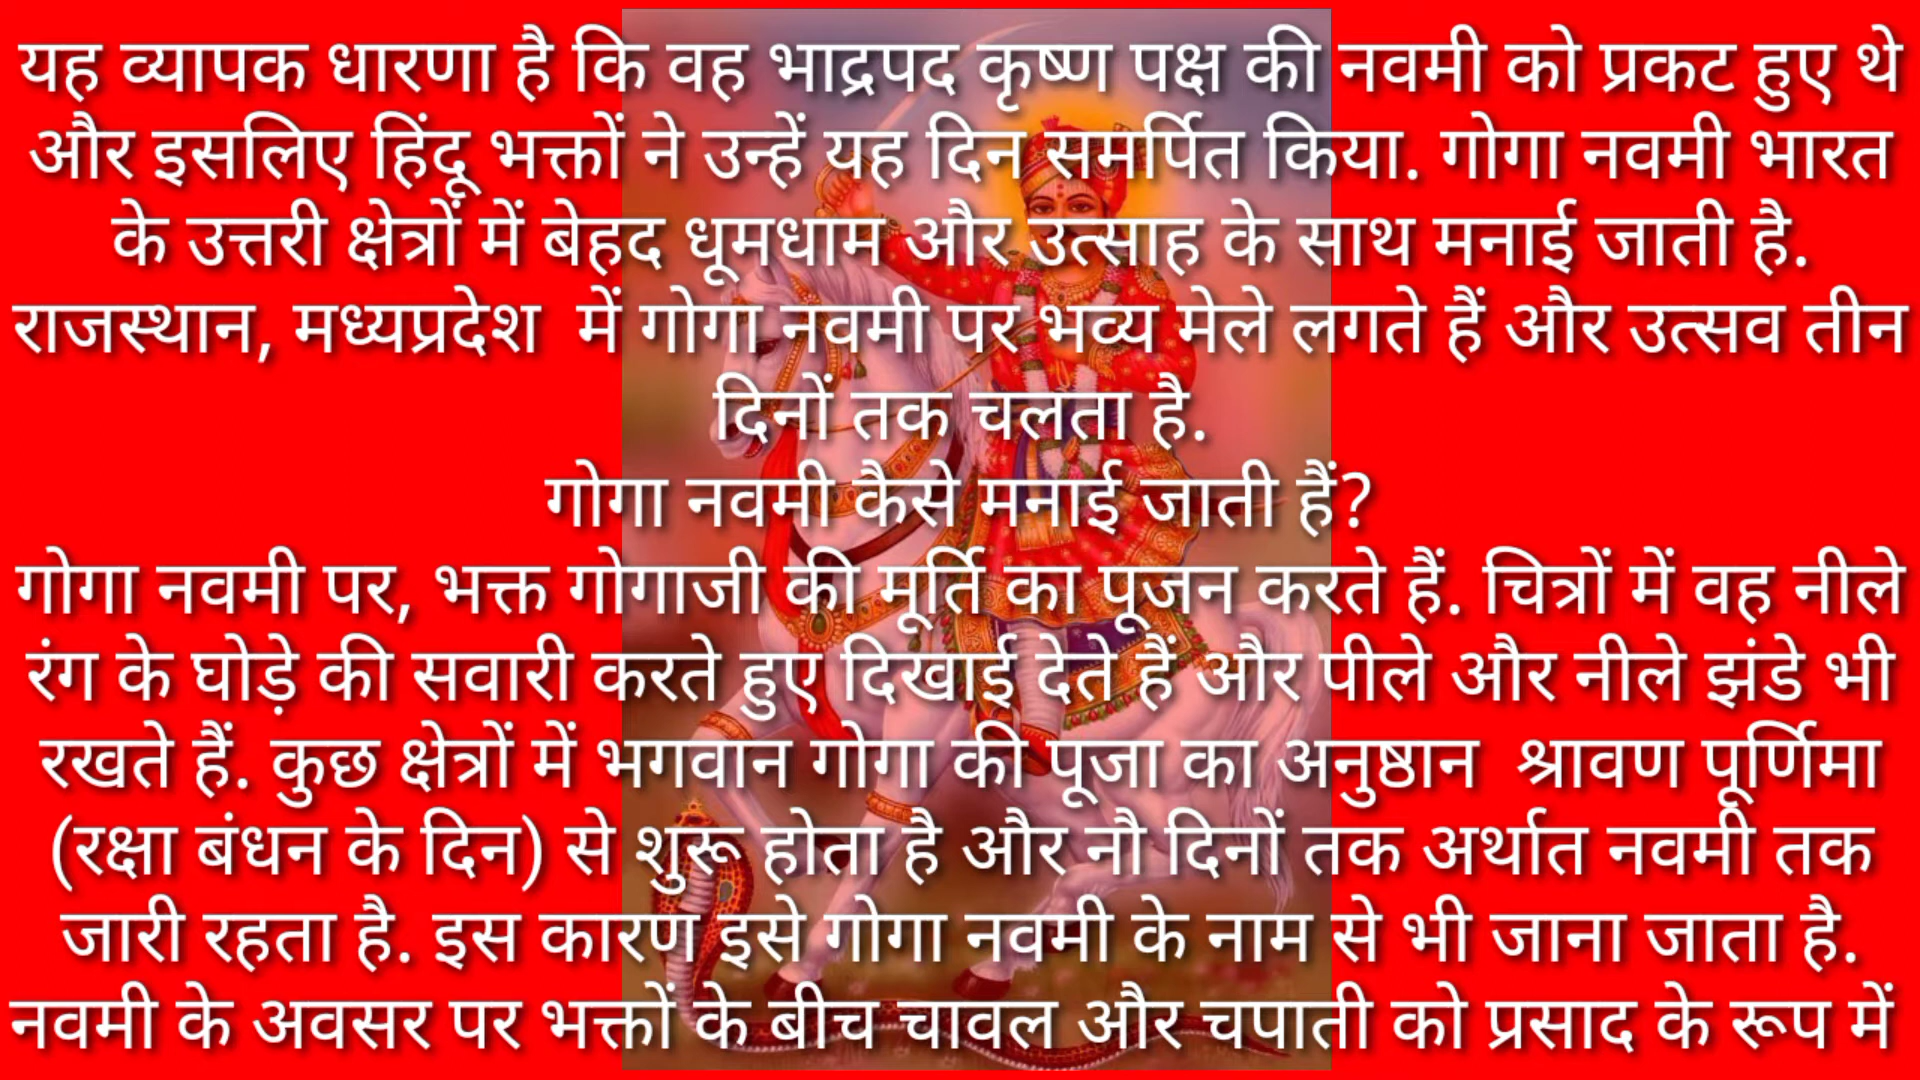 यह व्यापक धारणा है कि वह भाद्रपद कृष्ण पक्ष की नवमी को प्रकट हुए थे
और इसलिए हिंदू भक्तों ने उन्हें यह दिन समर्पित किया. गोगा नवमी भारत
के उत्तरी क्षेत्रों में बेहद धूमधाम और उत्साह के साथ मनाई जाती है.
राजस्थान, मध्यप्रदेश  में गोगा नवमी पर भव्य मेले लगते हैं और उत्सव तीन
दिनों तक चलता है.
गोगा नवमी कैसे मनाई जाती हैं?
गोगा नवमी पर, भक्त गोगाजी की मूर्ति का पूजन करते हैं. चित्रों में वह नीले
रंग के घोड़े की सवारी करते हुए दिखाई देते हैं और पीले और नीले झंडे भी
रखते हैं. कुछ क्षेत्रों में भगवान गोगा की पूजा का अनुष्ठान  श्रावण पूर्णिमा
(रक्षा बंधन के दिन) से शुरू होता है और नौ दिनों तक अर्थात नवमी तक
जारी रहता है. इस कारण इसे गोगा नवमी के नाम से भी जाना जाता है.
नवमी के अवसर पर भक्तों के बीच चावल और चपाती को प्रसाद के रूप में